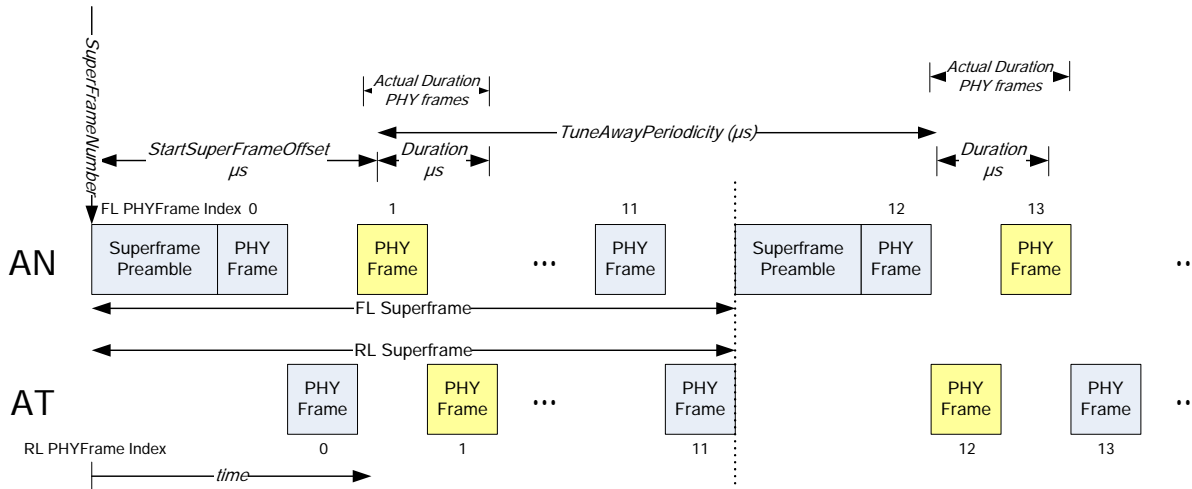 SuperFrameNumber
Actual Duration
PHY frames
Actual Duration
PHY frames
TuneAwayPeriodicity (μs)
StartSuperFrameOffset
μs
Duration
μs
Duration
μs
FL PHYFrame Index 0 1 11 12 13
AN
Superframe
Preamble
PHY
Frame
PHY
Frame
...
PHY
Frame
Superframe
Preamble
PHY
Frame
PHY
Frame
..
FL Superframe
RL Superframe
AT
PHY
Frame
PHY
Frame
...
PHY
Frame
PHY
Frame
PHY
Frame
..
RL PHYFrame Index 0 1 11 12 13
time